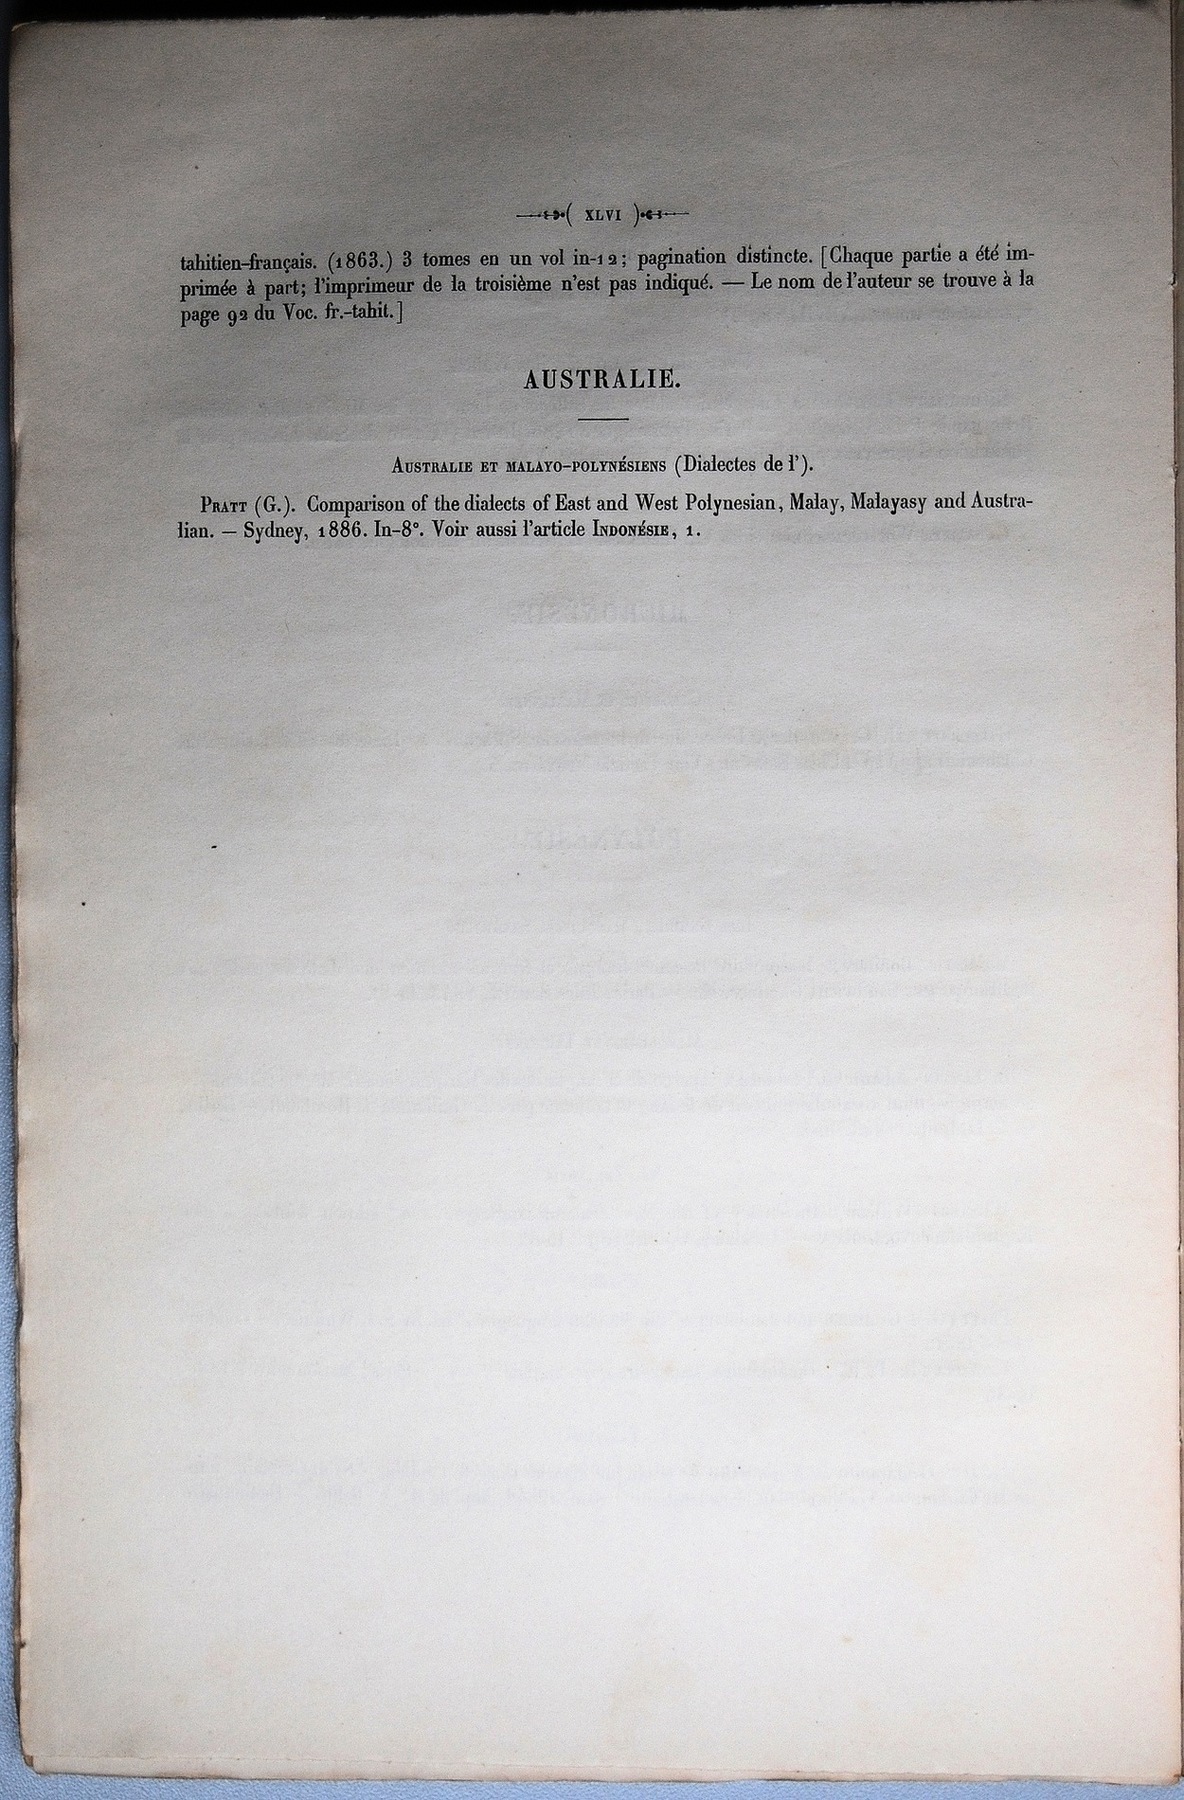 ( XLVI )
tahitien-français. (1863.) 3 tomes en un vol in-12; pagination distincte. [Chaque partie a été im-
primée à part; l'imprimeur de la troisième n'est pas indiqué. — Le nom de l'auteur se trouve à la
page 92 du Voc. fr.-tahit.]
AUSTRALIE.
AUSTRALIE ET MALAYO-POLYNÉSIENS (Dialectes de l').
PRATT (G.). Comparison of the dialects of East and West Polynesian, Malay, Malayasy and Austra-
lian. — Sydney, 1886. In-8°. Voir aussi l'article INDONÉSIE, 1.